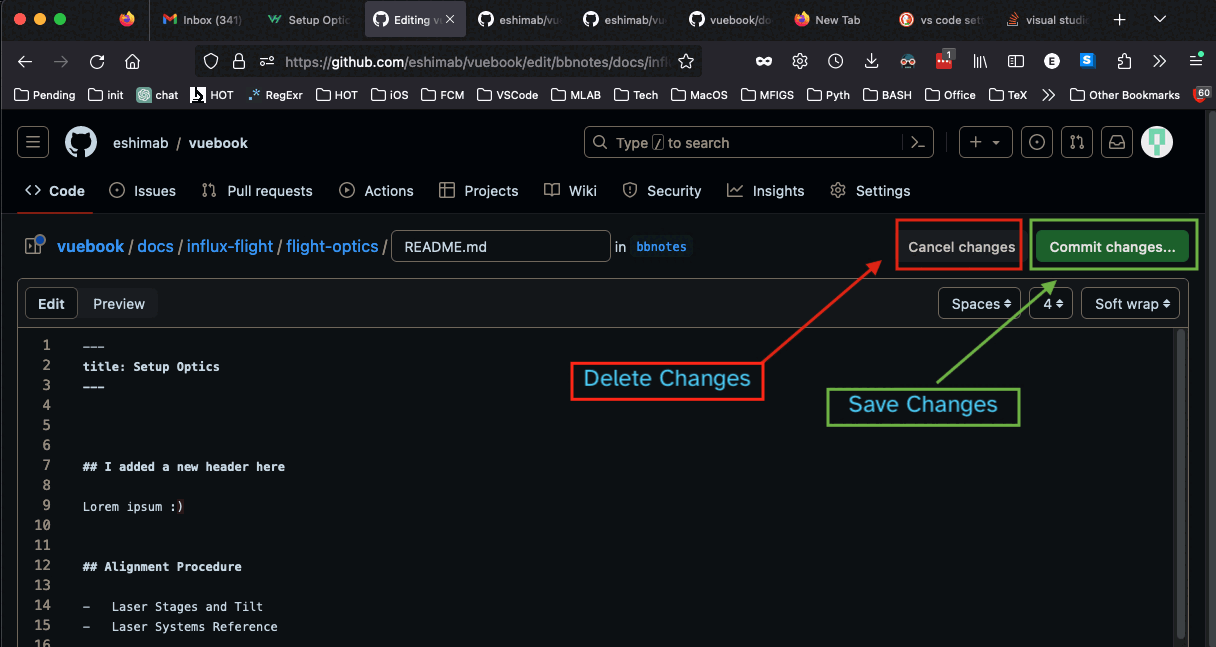 Inbox (341)
Setup Optic
Editing v
eshimab/vu
eshimab/vu
vuebook/do
New Tab
vs code set
visual studi
https://github.com/eshimab/vuebook/edit/bbnotes/docs/influ
1
E
S
Pending
init
chat
HOT
RegExr
HOT
iOS
FCM
VSCode
MLAB
Tech
MacOS
MFIGS
Pyth
BASH
Office
TeX
Other Bookmarks
60
eshimab / vuebook
Type / to search
Code
Issues
Pull requests
Actions
Projects
Wiki
Security
Insights
Settings
vuebook / docs / influx-flight / flight-optics / README.md in bbnotes
Cancel changes
Commit changes...
Edit
Preview
Spaces
4
Soft wrap
1 ---
2 title: Setup Optics
3 ---
4
5
6
7 ## I added a new header here
8
9 Lorem ipsum :)
10
11
12 ## Alignment Procedure
13
14 - Laser Stages and Tilt
15 - Laser Systems Reference
16
Delete Changes
Save Changes